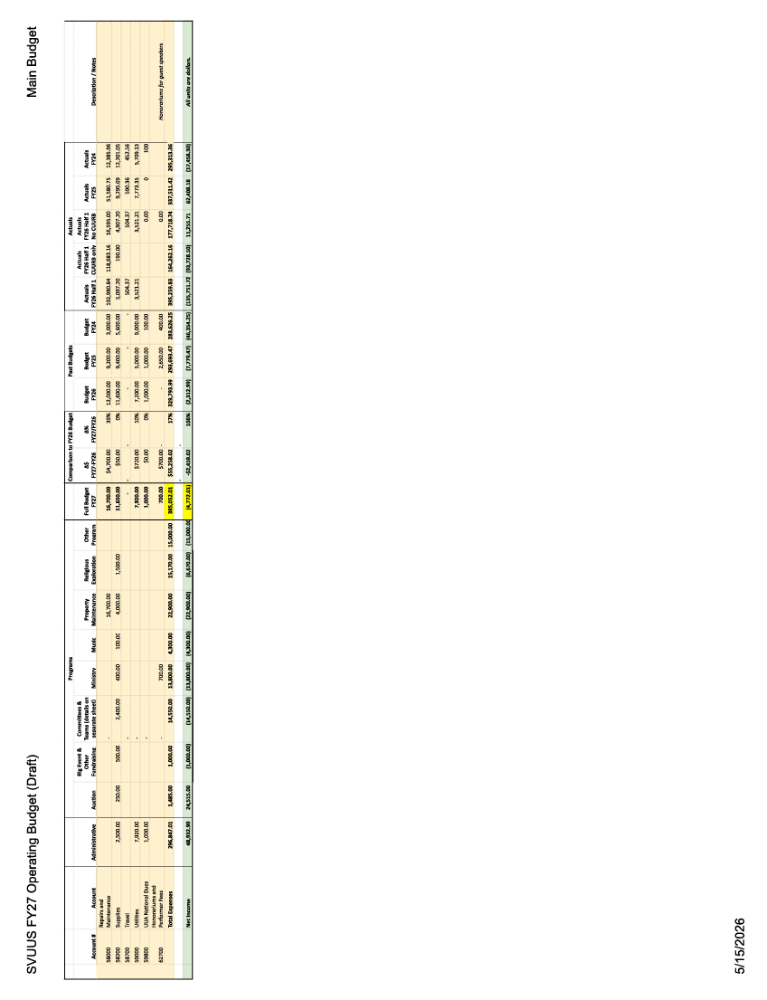 SVUUS FY27 Operating Budget (Draft) Main Budget
Programs Comparison to FY26 Budget Past Budgets Actuals
Account # Account Administrative Auction Big Event & Other Fundraising Committees & Teams (details on separate sheet) Ministry Music Property Maintenance Religious Exploration Other Program Full Budget FY27 Δ$ FY27-FY26 Δ% FY27/FY26 Budget FY26 Budget FY25 Budget FY24 Actuals FY26 Half 1 Actuals FY26 Half 1 CUURB only Actuals FY26 Half 1 No CUURB Actuals FY25 Actuals FY24 Description / Notes
58000 Repairs and Maintenance - 16,700.00 16,700.00 $4,700.00 39% 12,000.00 9,200.00 3,000.00 192,980.84 118,683.16 16,595.00 51,580.75 12,385.96
58200 Supplies 2,500.00 250.00 500.00 2,400.00 400.00 100.00 4,000.00 1,500.00 11,650.00 $50.00 0% 11,600.00 9,400.00 5,600.00 5,097.20 190.00 4,907.20 9,295.09 12,201.05
58700 Travel - - - - - - - 504.37 504.37 590.36 452.56
59000 Utilities 7,920.00 - 7,920.00 $720.00 10% 7,200.00 5,000.00 9,000.00 3,521.21 3,521.21 7,773.35 5,709.13
59800 UUA National Dues 1,000.00 - 1,000.00 $0.00 0% 1,000.00 1,000.00 100.00 0.00 0 100
62700 Honorariums and Performer Fees - 700.00 700.00 $700.00 - - 2,650.00 400.00 0.00 Honorariums for guest speakers
Total Expenses 296,847.01 1,485.00 1,000.00 14,550.00 13,800.00 4,300.00 22,900.00 15,170.00 15,000.00 385,052.01 $55,258.02 17% 329,793.99 293,693.47 283,626.25 395,259.83 164,262.16 177,718.74 337,511.42 295,313.36
- -
Net Income 48,932.99 24,515.00 (1,000.00) (14,550.00) (13,800.00) (4,300.00) (22,900.00) (6,670.00) (15,000.00) (4,772.01) -$2,459.02 106% (2,312.99) (7,779.47) (46,354.25) (135,751.72) (93,728.50) 11,255.71 62,408.18 (17,458.30) All units are dollars.
5/15/2026